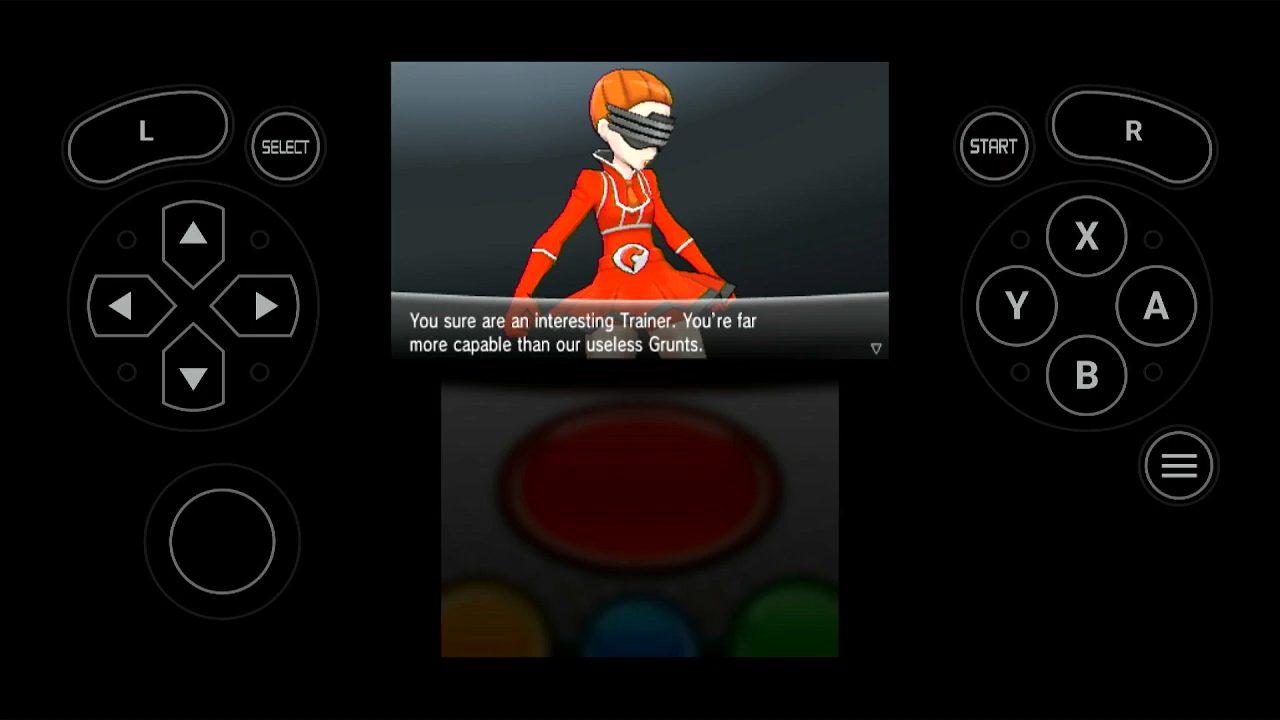 L
SELECT
START
R
X
Y
A
B
You sure are an interesting Trainer. You're far
more capable than our useless Grunts.